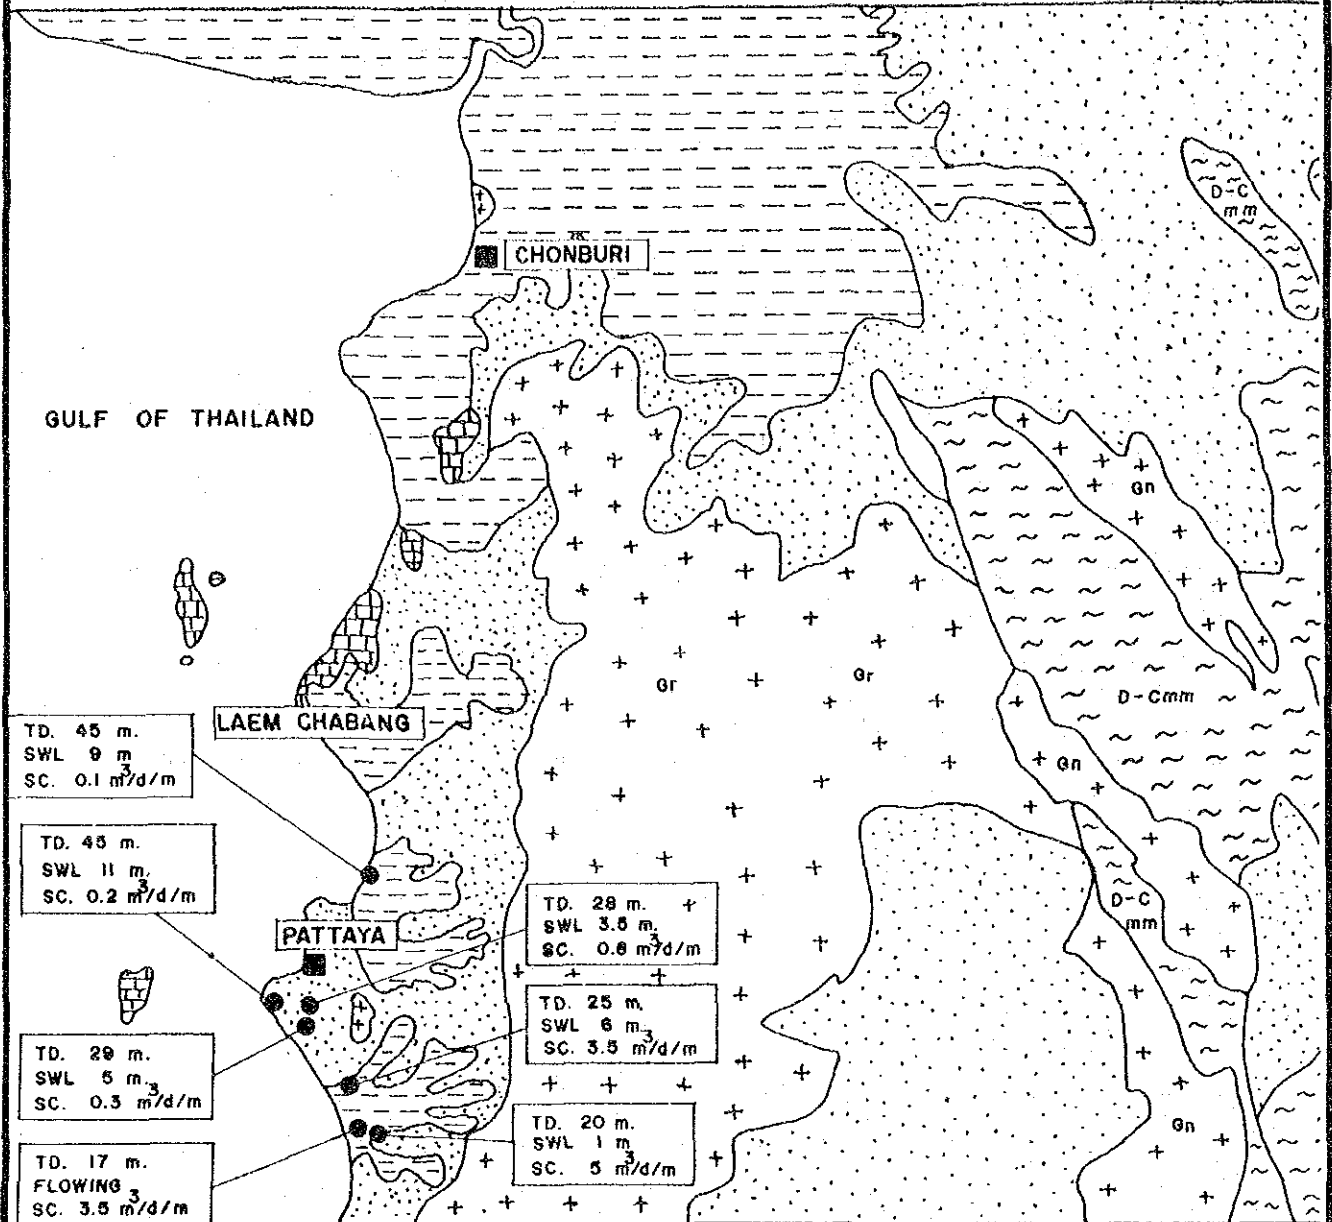 D-C
mm
CHONBURI
GULF OF THAILAND
Gn
Gr
Gr
D-Cmm
LAEM CHABANG
TD. 45 m.
SWL 9 m
SC. 0.1 m³/d/m
Gn
TD. 45 m.
SWL 11 m.
SC. 0.2 m³/d/m
TD. 28 m.
SWL 3.5 m.
SC. 0.8 m³/d/m
D-C
mm
PATTAYA
TD. 25 m.
SWL 6 m.
SC. 3.5 m³/d/m
TD. 29 m.
SWL 5 m.
SC. 0.3 m³/d/m
TD. 20 m.
SWL 1 m
SC. 5 m³/d/m
Gn
TD. 17 m.
FLOWING
SC. 3.5 m³/d/m